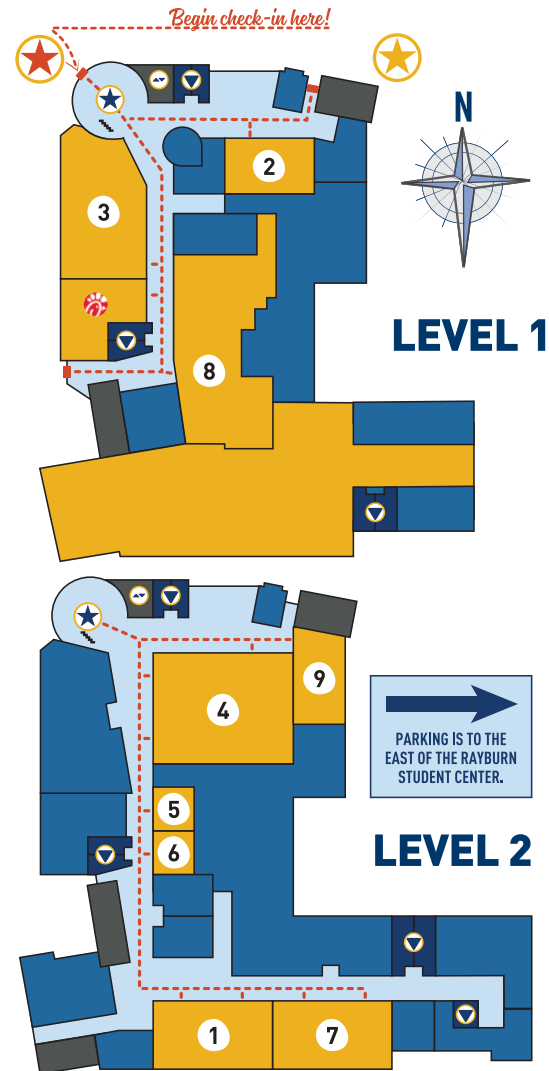 Begin check-in here!
2
N
3
LEVEL 1
8
9
4
PARKING IS TO THE
EAST OF THE RAYBURN
STUDENT CENTER.
5
6
LEVEL 2
1
7